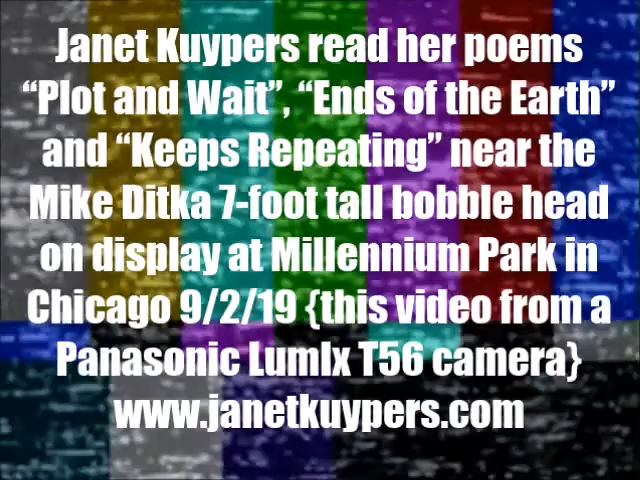 Janet Kuypers read her poems
“Plot and Wait”, “Ends of the Earth”
and “Keeps Repeating” near the
Mike Ditka 7-foot tall bobble head
on display at Millennium Park in
Chicago 9/2/19 {this video from a
Panasonic LumIx T56 camera}
www.janetkuypers.com